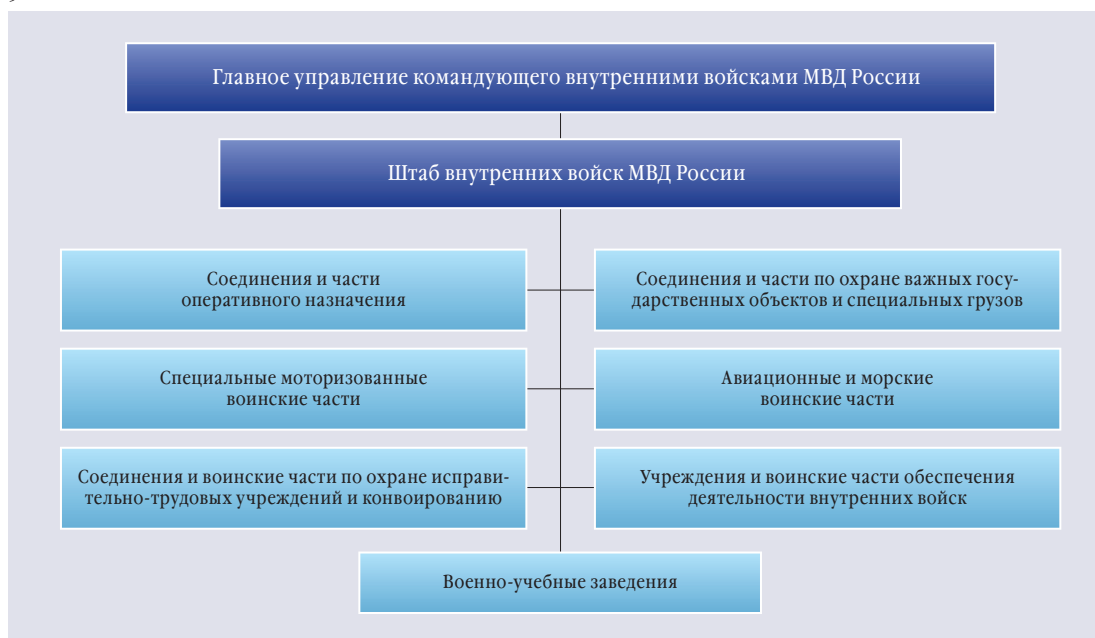 Главное управление командующего внутренними войсками МВД России
Штаб внутренних войск МВД России
Соединения и части
оперативного назначения
Соединения и части по охране важных госу-
дарственных объектов и специальных грузов
Специальные моторизованные
воинские части
Авиационные и морские
воинские части
Соединения и воинские части по охране исправи-
тельно-трудовых учреждений и конвоированию
Учреждения и воинские части обеспечения
деятельности внутренних войск
Военно-учебные заведения